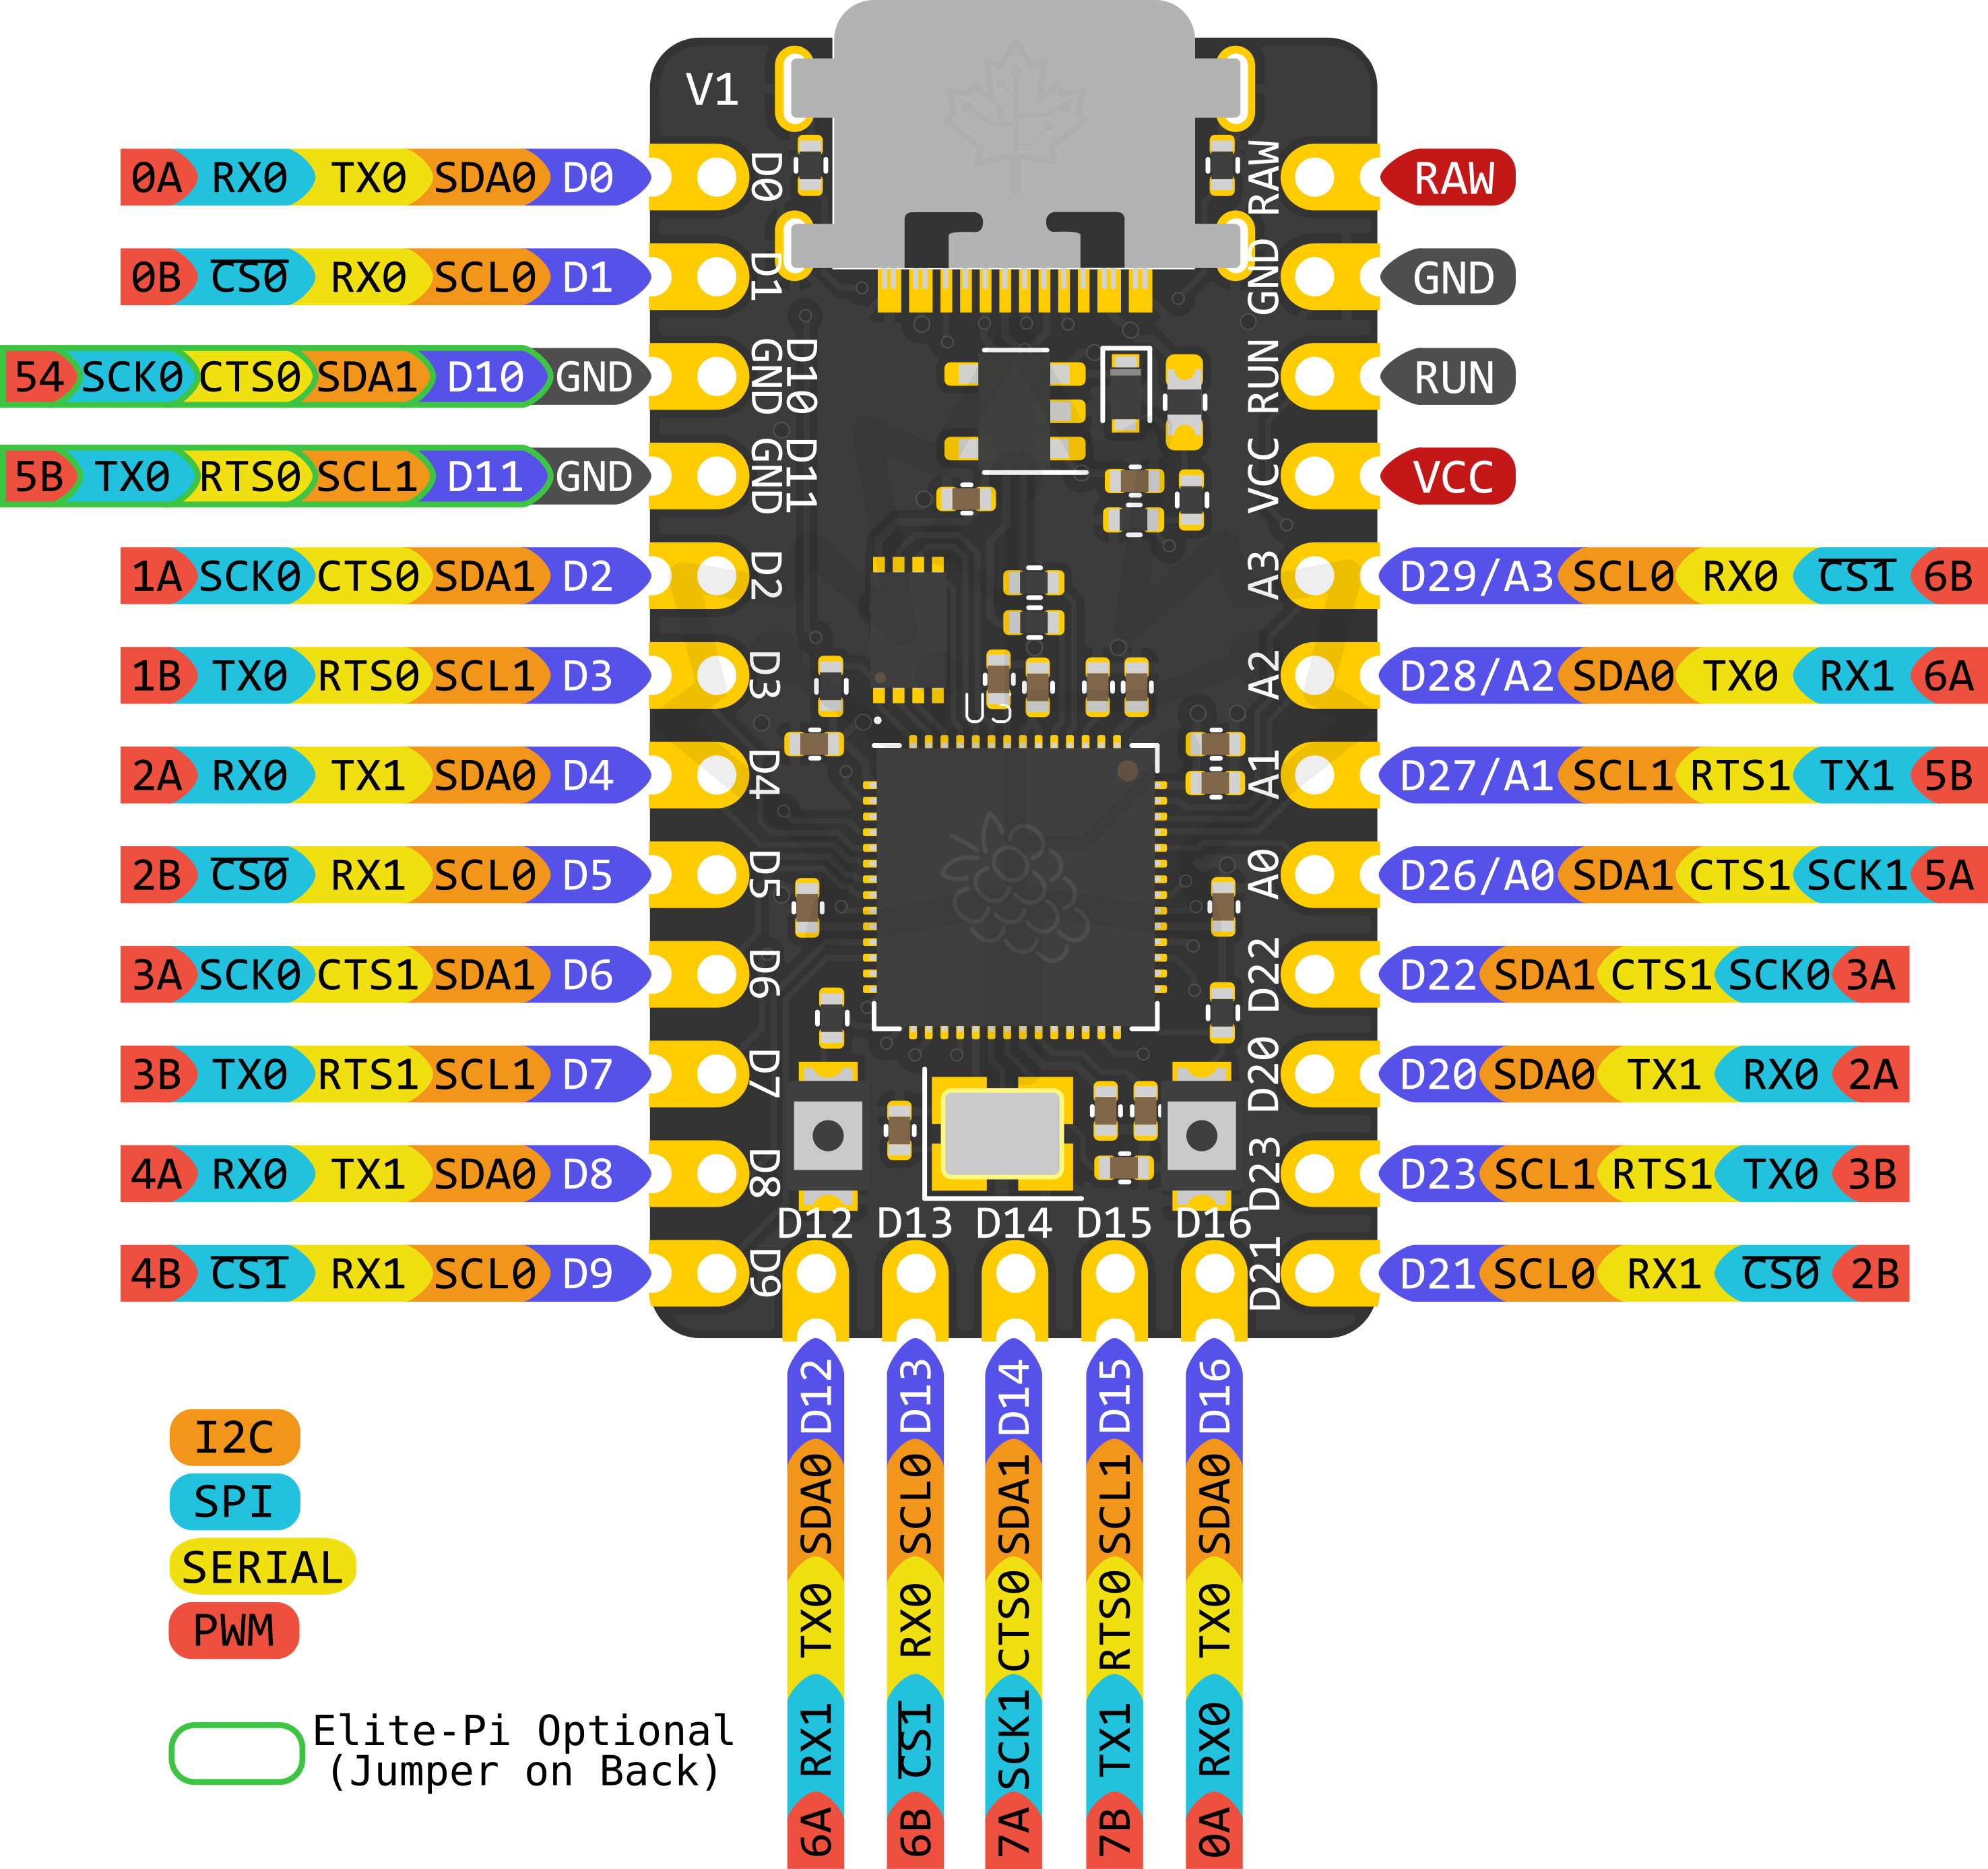 V1
0A RX0 TX0 SDA0 D0 D0 RAW RAW
0B CS0 RX0 SCL0 D1 D1 GND GND
54 SCK0 CTS0 SDA1 D10 GND GND D10 RUN RUN
5B TX0 RTS0 SCL1 D11 GND GND D11 VCC VCC
1A SCK0 CTS0 SDA1 D2 D2 A3 D29/A3 SCL0 RX0 CS1 6B
1B TX0 RTS0 SCL1 D3 D3 A2 D28/A2 SDA0 TX0 RX1 6A
U3
2A RX0 TX1 SDA0 D4 D4 A1 D27/A1 SCL1 RTS1 TX1 5B
2B CS0 RX1 SCL0 D5 D5 A0 D26/A0 SDA1 CTS1 SCK1 5A
3A SCK0 CTS1 SDA1 D6 D6 D22 D22 SDA1 CTS1 SCK0 3A
3B TX0 RTS1 SCL1 D7 D7 D20 D20 SDA0 TX1 RX0 2A
4A RX0 TX1 SDA0 D8 D8 D23 D23 SCL1 RTS1 TX0 3B
D12 D13 D14 D15 D16
4B CS1 RX1 SCL0 D9 D9 D21 D21 SCL0 RX1 CS0 2B
D12 SDA0 TX0 RX1 6A
D13 SCL0 RX0 CS1 6B
D14 SDA1 CTS0 SCK1 7A
D15 SCL1 RTS0 TX1 7B
D16 SDA0 TX0 RX0 0A
I2C
SPI
SERIAL
PWM
Elite-Pi Optional
(Jumper on Back)